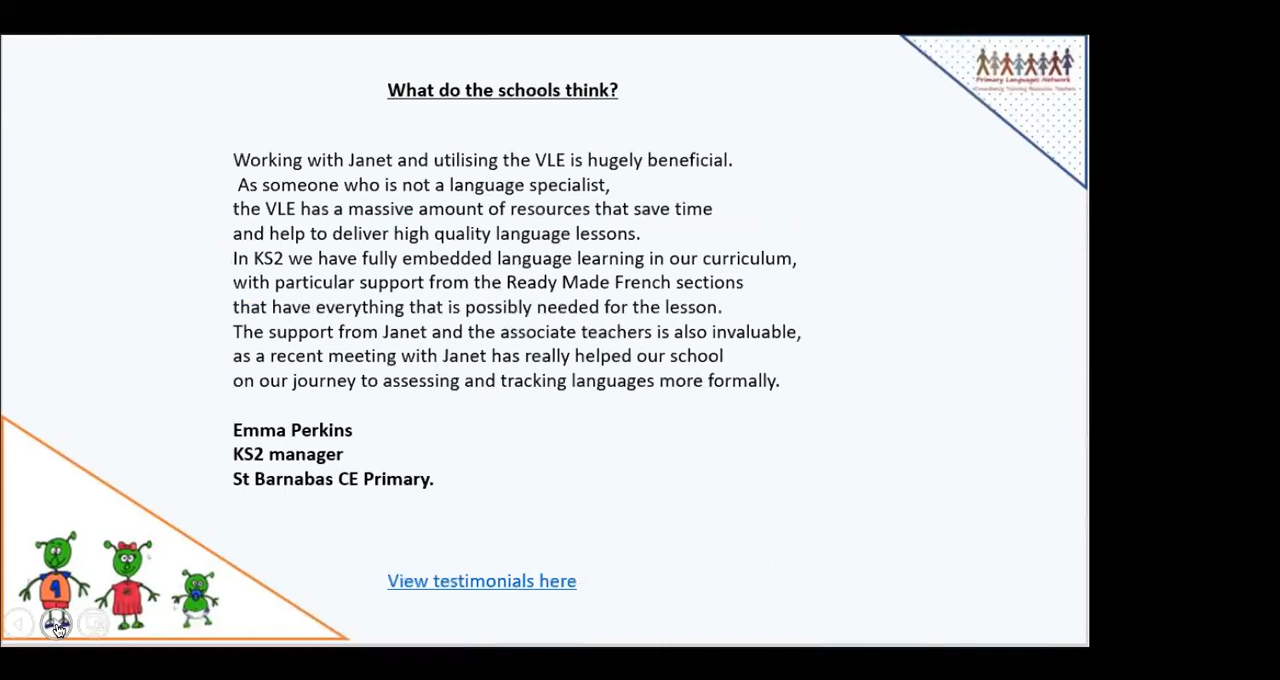 Primary Languages Network
Consultancy Training Resources Teachers
What do the schools think?
Working with Janet and utilising the VLE is hugely beneficial.
As someone who is not a language specialist,
the VLE has a massive amount of resources that save time
and help to deliver high quality language lessons.
In KS2 we have fully embedded language learning in our curriculum,
with particular support from the Ready Made French sections
that have everything that is possibly needed for the lesson.
The support from Janet and the associate teachers is also invaluable,
as a recent meeting with Janet has really helped our school
on our journey to assessing and tracking languages more formally.
Emma Perkins
KS2 manager
St Barnabas CE Primary.
1
View testimonials here